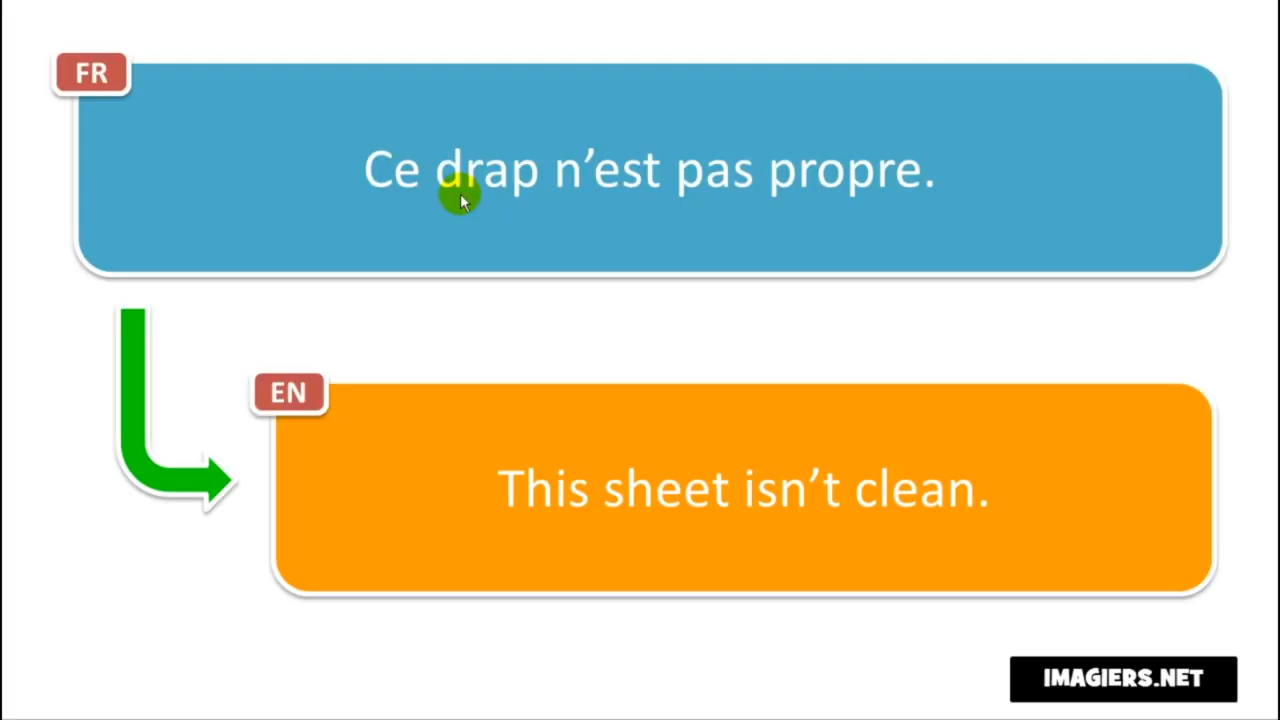 FR
Ce drap n’est pas propre.
EN
This sheet isn’t clean.
IMAGIERS.NET